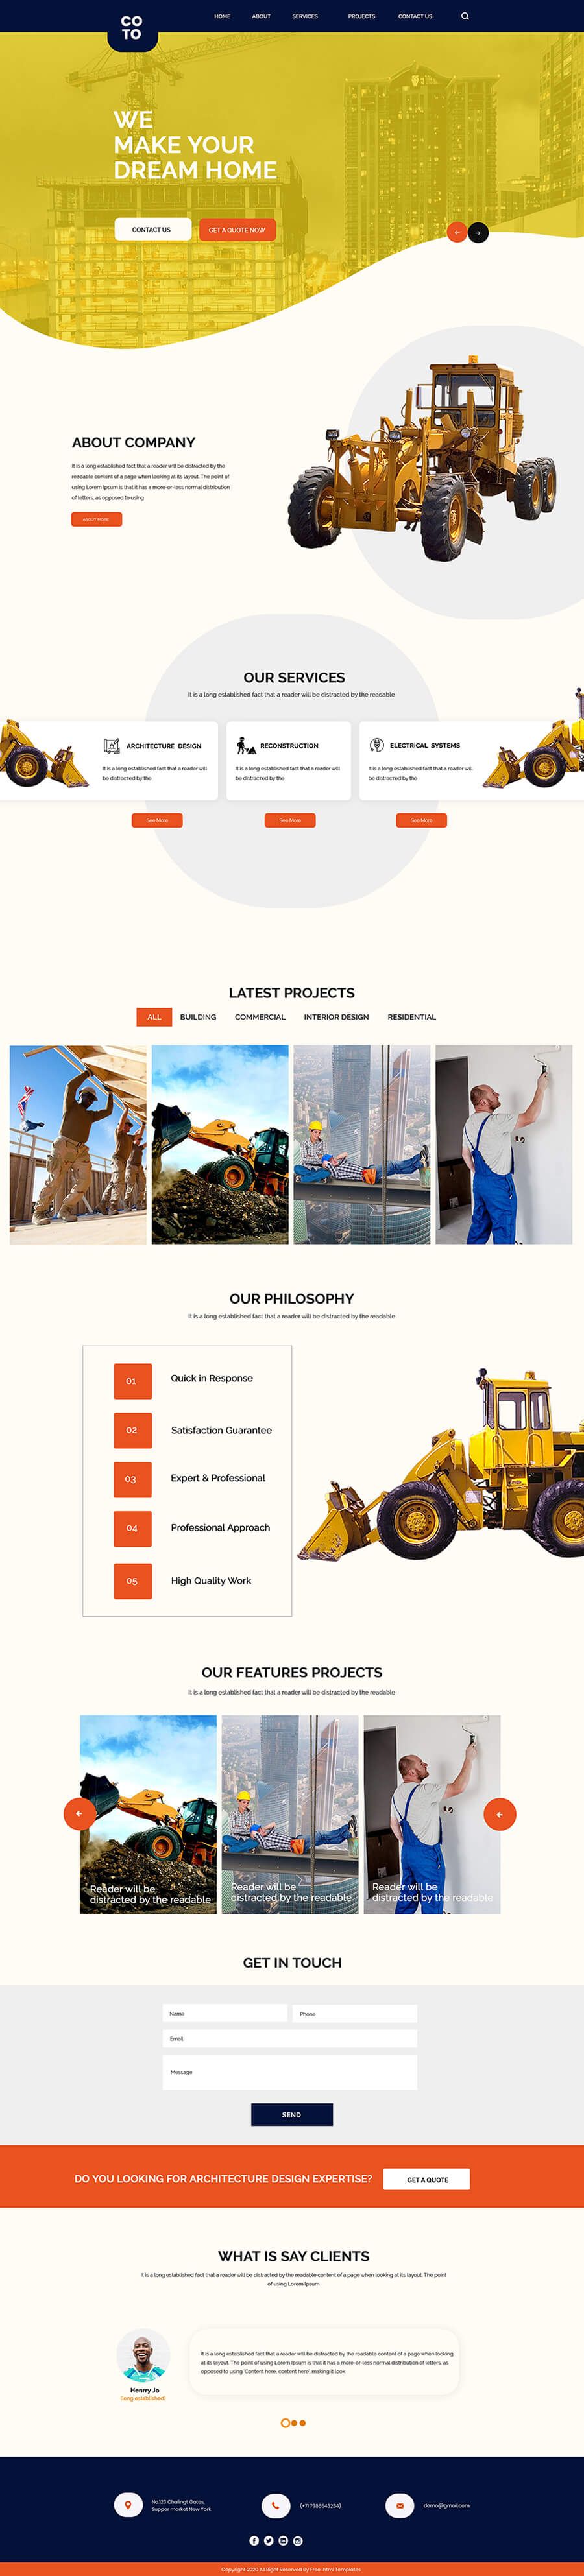 CO
TO
HOME ABOUT SERVICES PROJECTS CONTACT US
WE
MAKE YOUR
DREAM HOME
CONTACT US GET A QUOTE NOW
ABOUT COMPANY
It is a long established fact that a reader will be distracted by the
readable content of a page when looking at its layout. The point of
using Lorem Ipsum is that it has a more-or-less normal distribution
of letters, as opposed to using
ABOUT MORE
OUR SERVICES
It is a long established fact that a reader will be distracted by the readable
ARCHITECTURE DESIGN
It is a long established fact that a reader will
be distracted by the
See More
RECONSTRUCTION
It is a long established fact that a reader will
be distracted by the
See More
ELECTRICAL SYSTEMS
It is a long established fact that a reader will
be distracted by the
See More
LATEST PROJECTS
ALL BUILDING COMMERCIAL INTERIOR DESIGN RESIDENTIAL
OUR PHILOSOPHY
It is a long established fact that a reader will be distracted by the readable
01 Quick in Response
02 Satisfaction Guarantee
03 Expert & Professional
04 Professional Approach
05 High Quality Work
OUR FEATURES PROJECTS
It is a long established fact that a reader will be distracted by the readable
Reader will be
distracted by the readable
Reader will be
distracted by the readable
Reader will be
distracted by the readable
GET IN TOUCH
Name Phone
Email
Message
SEND
DO YOU LOOKING FOR ARCHITECTURE DESIGN EXPERTISE? GET A QUOTE
WHAT IS SAY CLIENTS
It is a long established fact that a reader will be distracted by the readable content of a page when looking at its layout. The point
of using Lorem Ipsum
Henrry Jo
(long established)
It is a long established fact that a reader will be distracted by the readable content of a page when looking
at its layout. The point of using Lorem Ipsum is that it has a more-or-less normal distribution of letters, as
opposed to using 'Content here, content here', making it look
No.123 Chalingt Gates,
Suppor market New York
(+71 7986543234)
demo@gmail.com
Copyright 2020 All Right Reserved By Free Html Templates